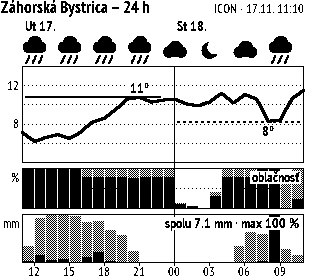 Záhorská Bystrica – 24 h
ICON · 17.11. 11:10
Ut 17.
St 18.
12
11°
8
8°
%
oblačnosť
mm
spolu 7.1 mm · max 100 %
12 15 18 21 00 03 06 09